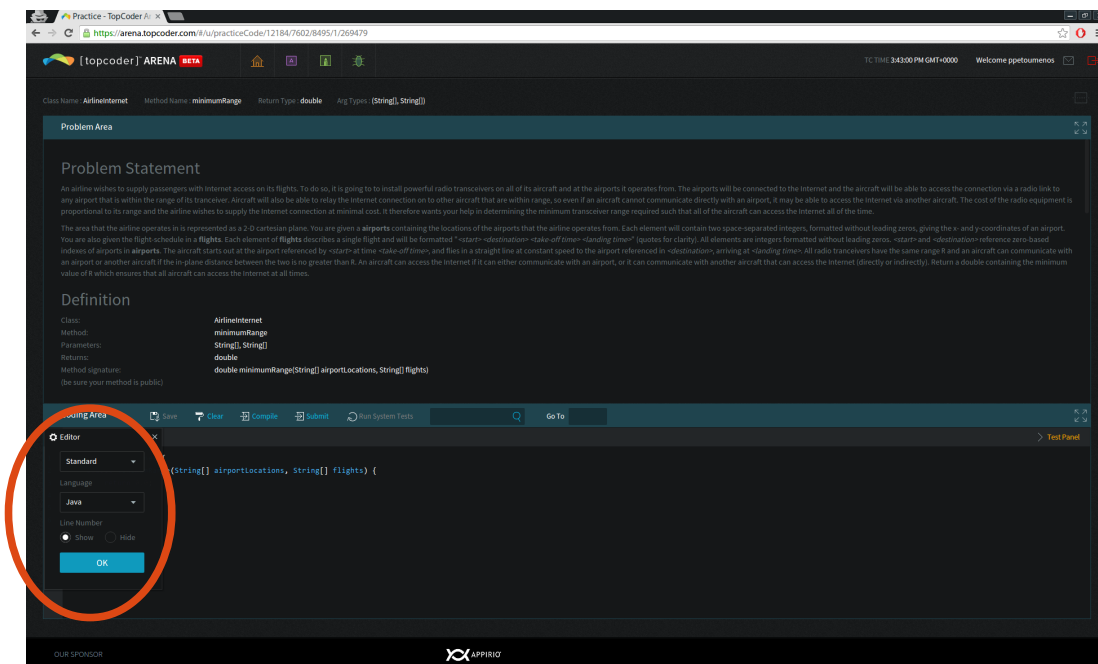 Practice - TopCoder Ar ×
https://arena.topcoder.com/#/u/practiceCode/12184/7602/8495/1/269479
[topcoder]™ ARENA BETA
TC TIME 3:43:00 PM GMT+0000 Welcome ppetoumenos
Class Name : AirlineInternet Method Name : minimumRange Return Type : double Arg Types : (String[], String[])
Problem Area
Problem Statement
An airline wishes to supply passengers with Internet access on its flights. To do so, it is going to to install powerful radio transceivers on all of its aircraft and at the airports it operates from. The airports will be connected to the Internet and the aircraft will be able to access the connection via a radio link to
any airport that is within the range of its tranceiver. Aircraft will also be able to relay the Internet connection on to other aircraft that are within range, so even if an aircraft cannot communicate directly with an airport, it may be able to access the Internet via another aircraft. The cost of the radio equipment is
proportional to its range and the airline wishes to supply the Internet connection at minimal cost. It therefore wants your help in determining the minimum transceiver range required such that all of the aircraft can access the Internet all of the time.
The area that the airline operates in is represented as a 2-D cartesian plane. You are given a airports containing the locations of the airports that the airline operates from. Each element will contain two space-separated integers, formatted without leading zeros, giving the x- and y-coordinates of an airport.
You are also given the flight-schedule in a flights. Each element of flights describes a single flight and will be formatted "<start> <destination> <take-off time> <landing time>" (quotes for clarity). All elements are integers formatted without leading zeros. <start> and <destination> reference zero-based
indexes of airports in airports. The aircraft starts out at the airport referenced by <start> at time <take-off time>, and flies in a straight line at constant speed to the airport referenced in <destination>, arriving at <landing time>. All radio tranceivers have the same range R and an aircraft can communicate with
an airport or another aircraft if the in-plane distance between the two is no greater than R. An aircraft can access the Internet if it can either communicate with an airport, or it can communicate with another aircraft that can access the Internet (directly or indirectly). Return a double containing the minimum
value of R which ensures that all aircraft can access the Internet at all times.
Definition
Class: AirlineInternet
Method: minimumRange
Parameters: String[], String[]
Returns: double
Method signature: double minimumRange(String[] airportLocations, String[] flights)
(be sure your method is public)
Coding Area Save Clear Compile Submit Run System Tests Go To
Editor × > Test Panel
Standard
(String[] airportLocations, String[] flights) {
Language
Java
Line Number
Show Hide
OK
OUR SPONSOR APPIRIO